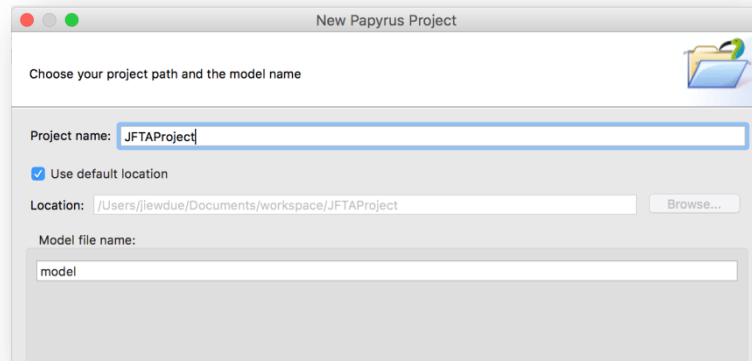 New Papyrus Project
Choose your project path and the model name
Project name: JFTAProject
Use default location
Location: /Users/jiewdue/Documents/workspace/JFTAProject Browse...
Model file name:
model